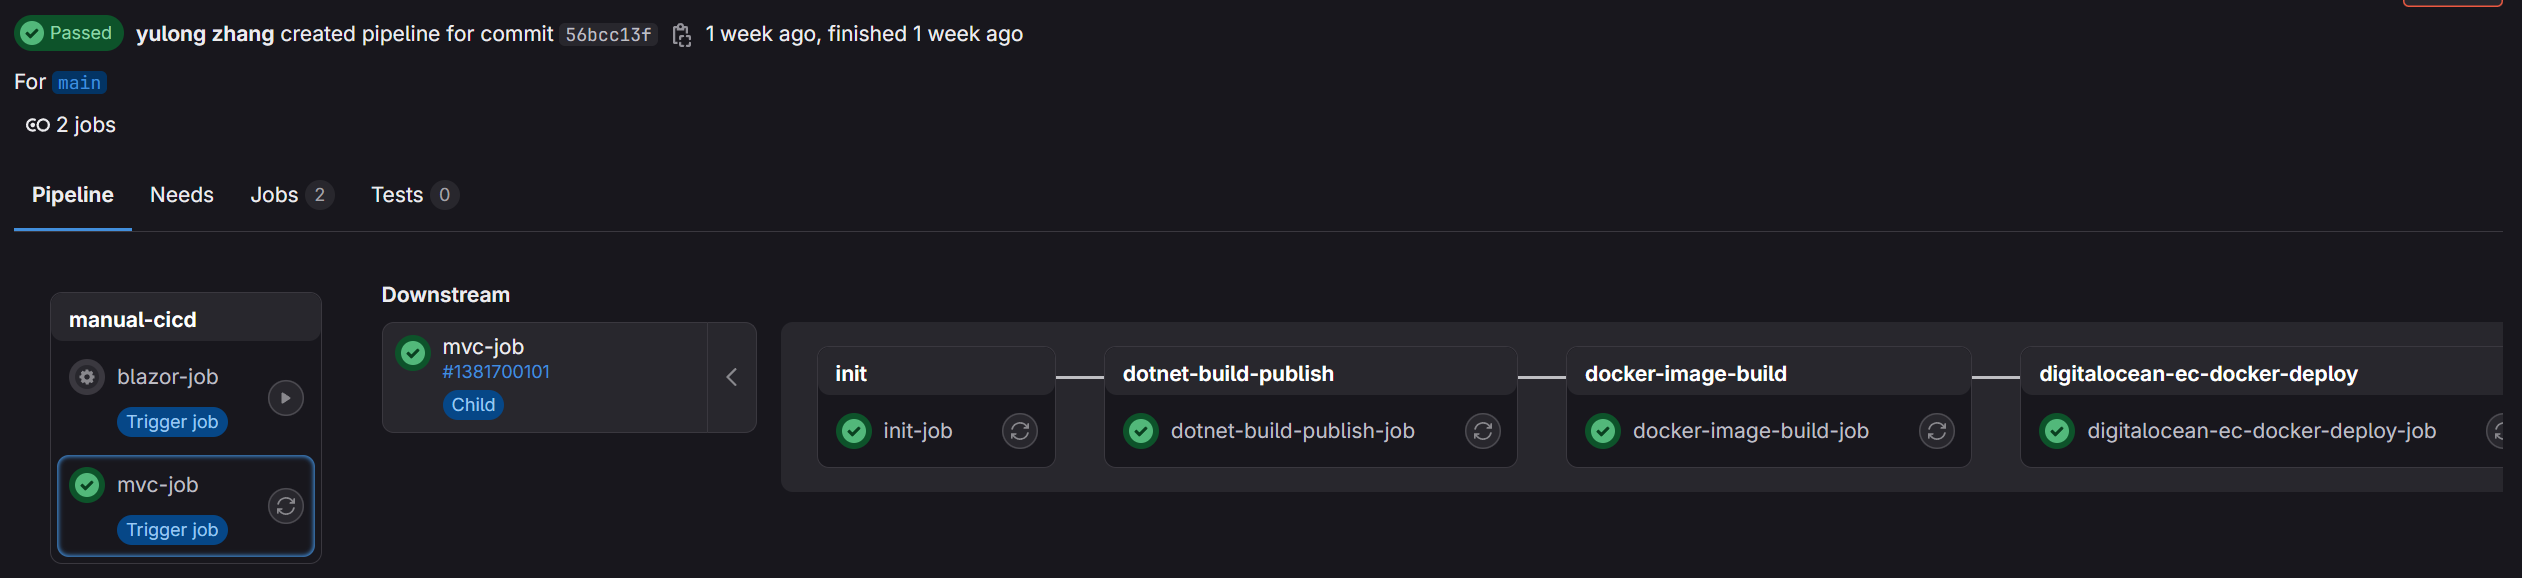 Passed yulong zhang created pipeline for commit 56bcc13f 1 week ago, finished 1 week ago
For main
2 jobs
Pipeline Needs Jobs 2 Tests 0
manual-cicd
blazor-job
Trigger job
mvc-job
Trigger job
Downstream
mvc-job
#1381700101
Child
init
init-job
dotnet-build-publish
dotnet-build-publish-job
docker-image-build
docker-image-build-job
digitalocean-ec-docker-deploy
digitalocean-ec-docker-deploy-job